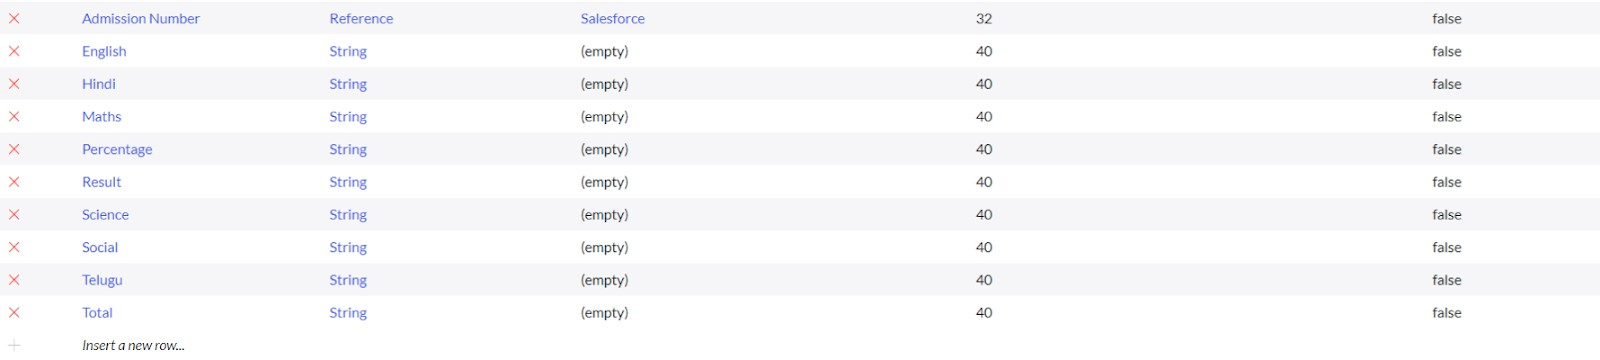 Admission Number Reference Salesforce 32 false
English String (empty) 40 false
Hindi String (empty) 40 false
Maths String (empty) 40 false
Percentage String (empty) 40 false
Result String (empty) 40 false
Science String (empty) 40 false
Social String (empty) 40 false
Telugu String (empty) 40 false
Total String (empty) 40 false
Insert a new row...